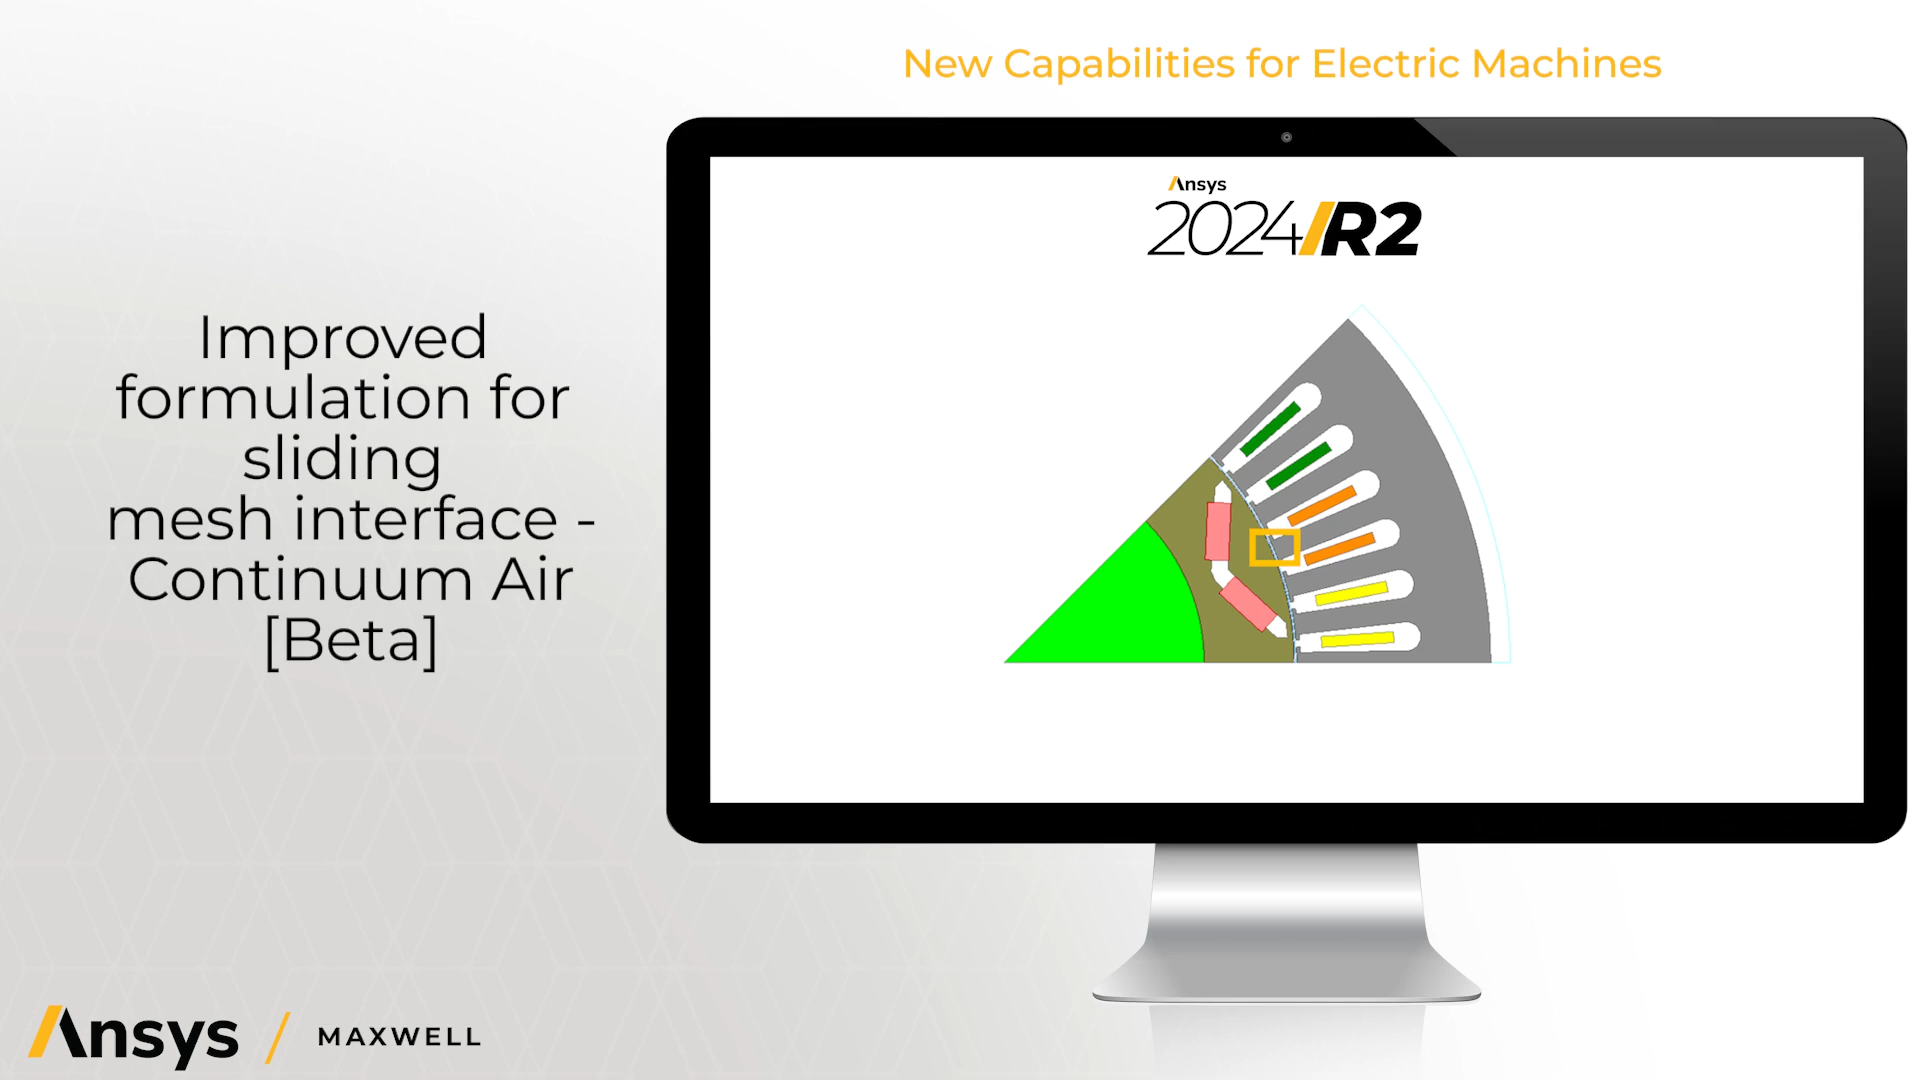 New Capabilities for Electric Machines
Ansys
2024/R2
Improved
formulation for
sliding
mesh interface -
Continuum Air
[Beta]
Ansys / MAXWELL